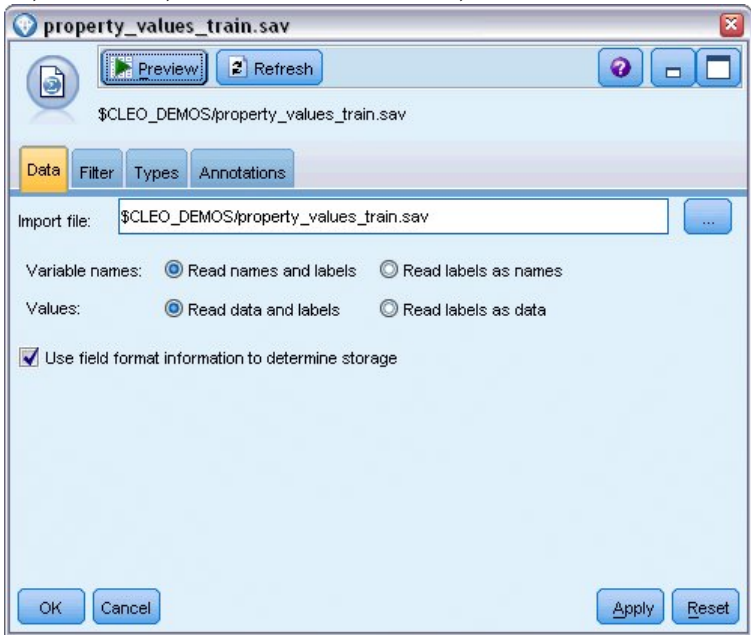 property_values_train.sav
Preview Refresh ?
$CLEO_DEMOS/property_values_train.sav
Data Filter Types Annotations
Import file: $CLEO_DEMOS/property_values_train.sav ...
Variable names: Read names and labels Read labels as names
Values: Read data and labels Read labels as data
Use field format information to determine storage
OK Cancel Apply Reset